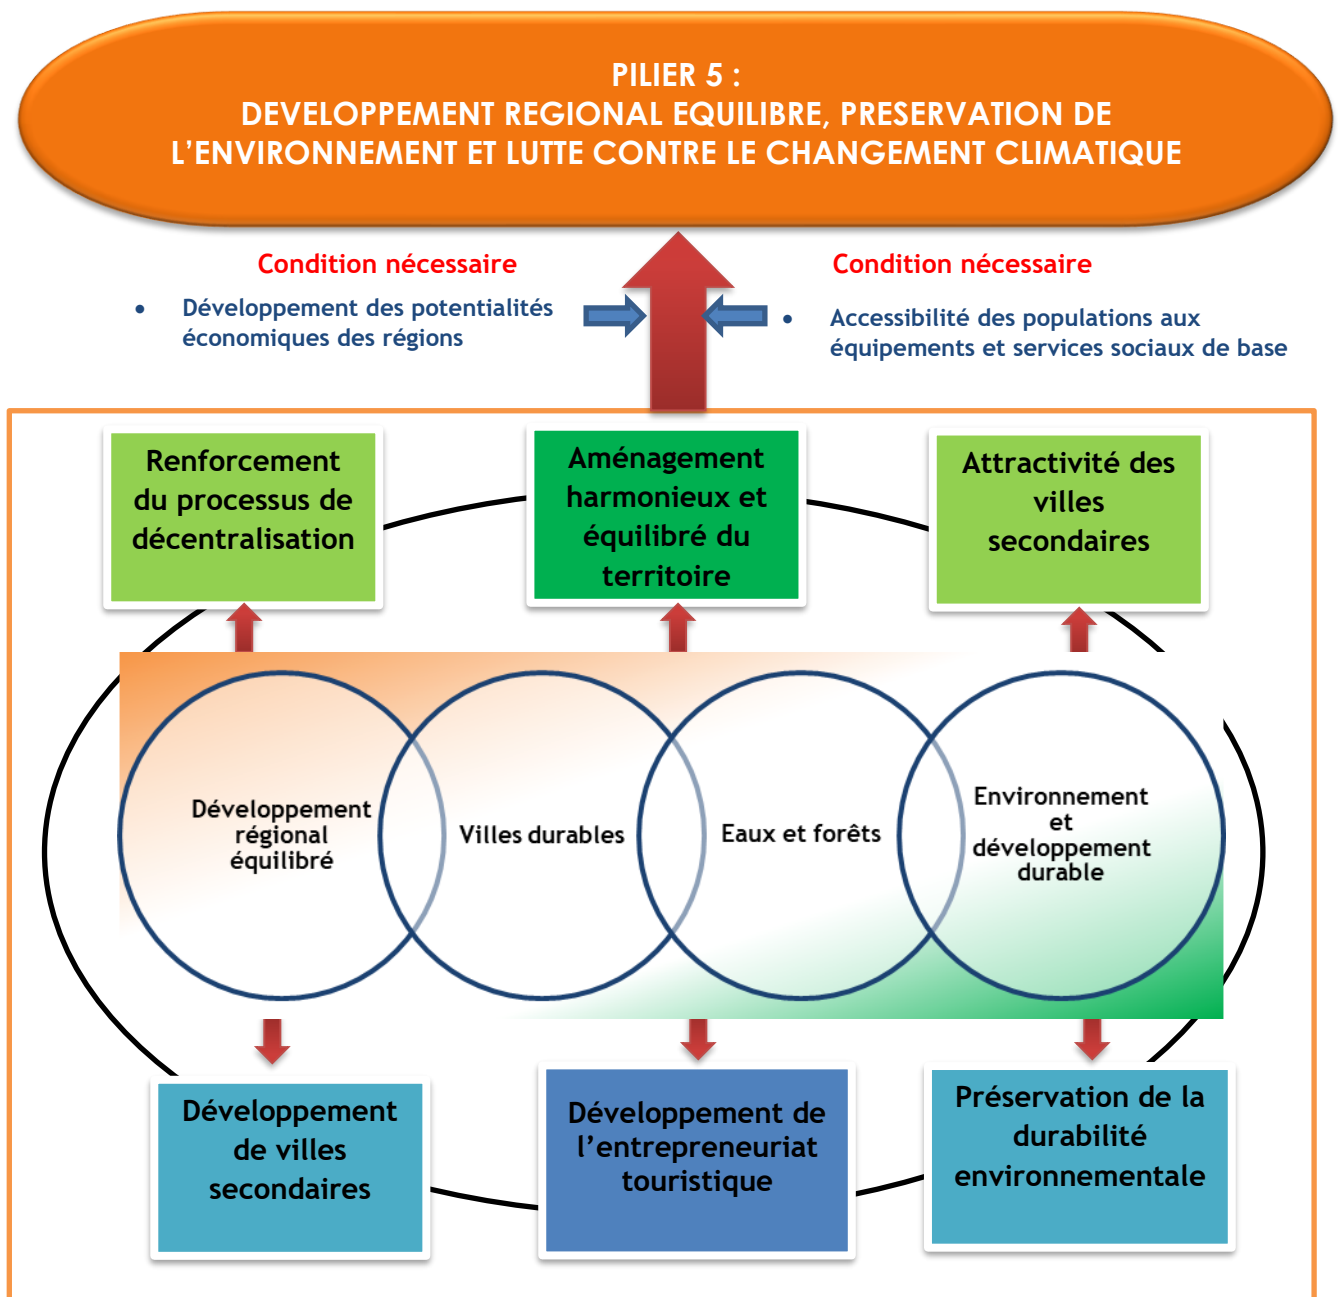 PILIER 5 :
DEVELOPPEMENT REGIONAL EQUILIBRE, PRESERVATION DE
L'ENVIRONNEMENT ET LUTTE CONTRE LE CHANGEMENT CLIMATIQUE
Condition nécessaire
• Développement des potentialités
économiques des régions
Condition nécessaire
• Accessibilité des populations aux
équipements et services sociaux de base
Renforcement
du processus de
décentralisation
Aménagement
harmonieux et
équilibré du
territoire
Attractivité des
villes
secondaires
Développement
régional
équilibré
Villes durables
Eaux et forêts
Environnement
et
développement
durable
Développement
de villes
secondaires
Développement de
l'entrepreneuriat
touristique
Préservation de la
durabilité
environnementale